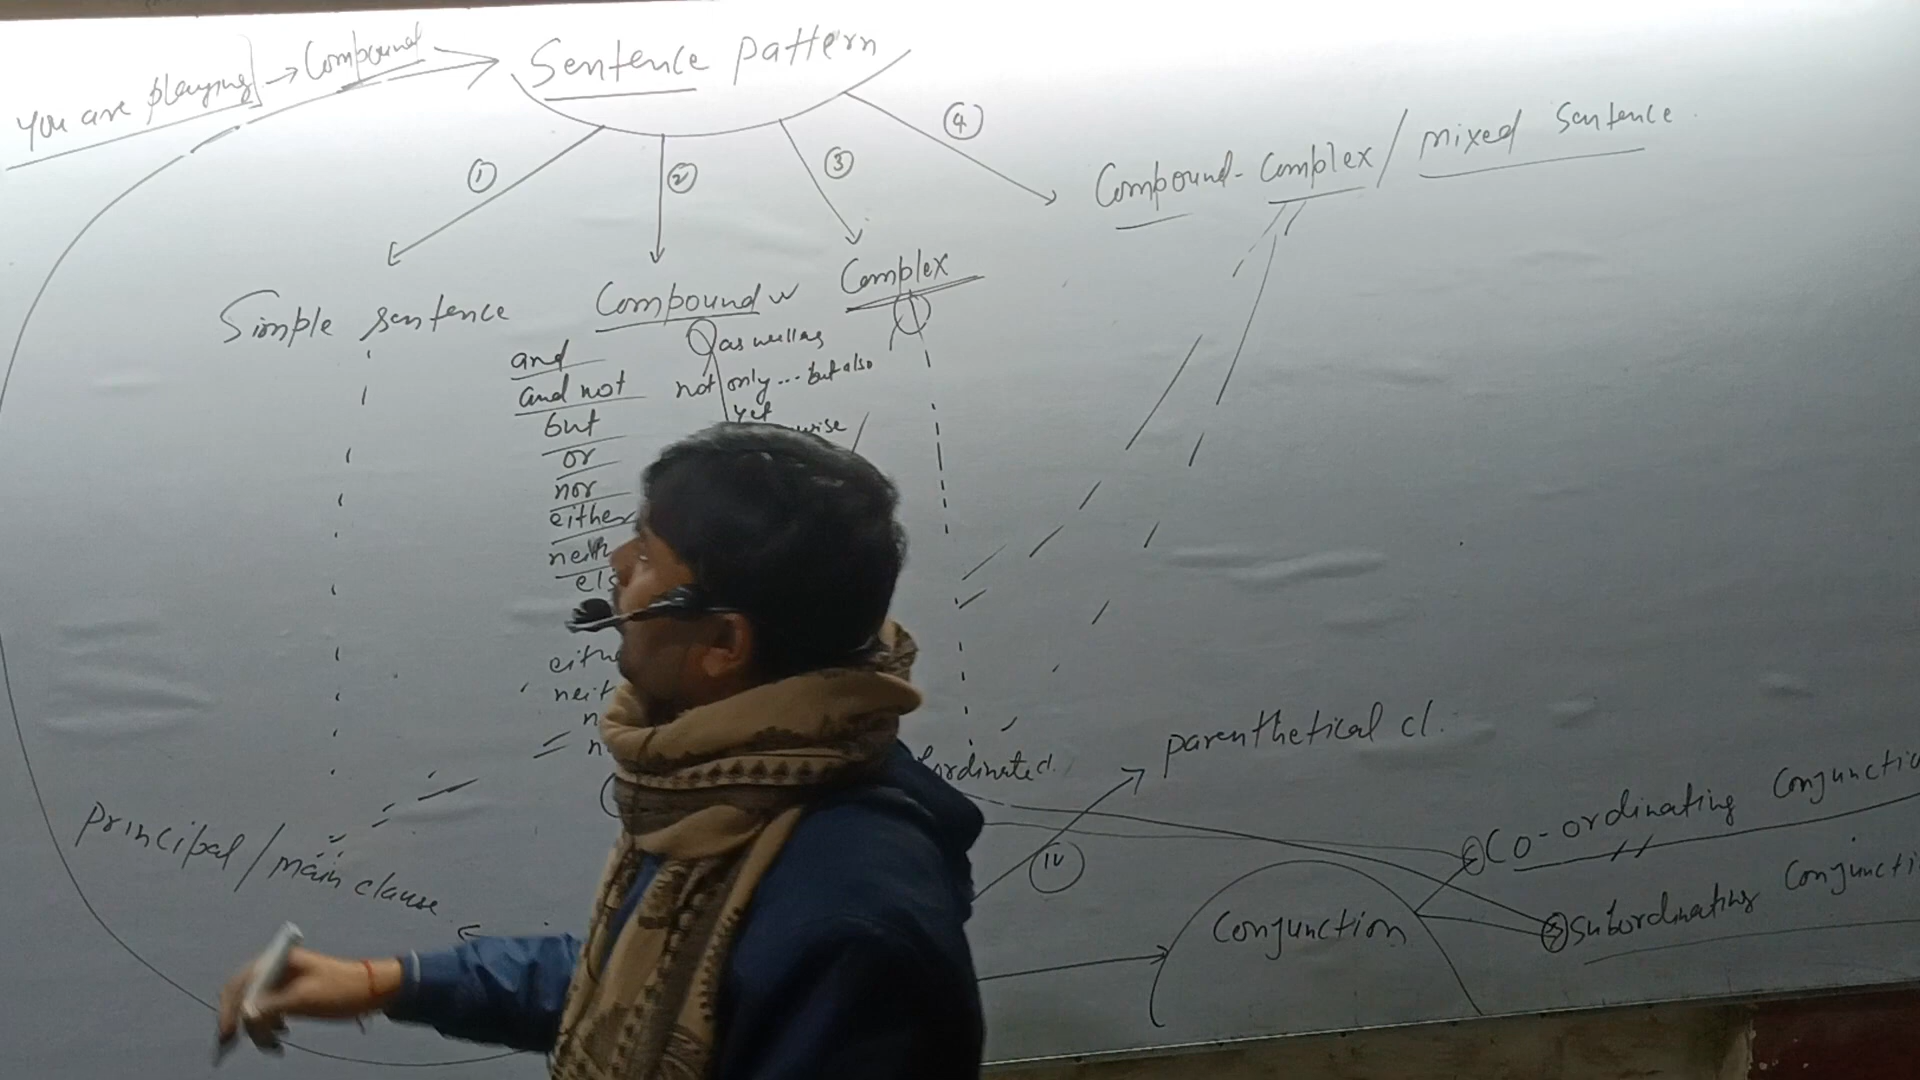 you are playing] → Compound
Sentence pattern
① ② ③ ④
Compound-Complex / mixed Sentence
Simple sentence
Compound
Complex
and
as well as
and not
not only ... but also
but
yet
or
nor
either
parenthetical cl.
Principal / main clause
IV
Co-ordinating
Conjunction
Subordinating